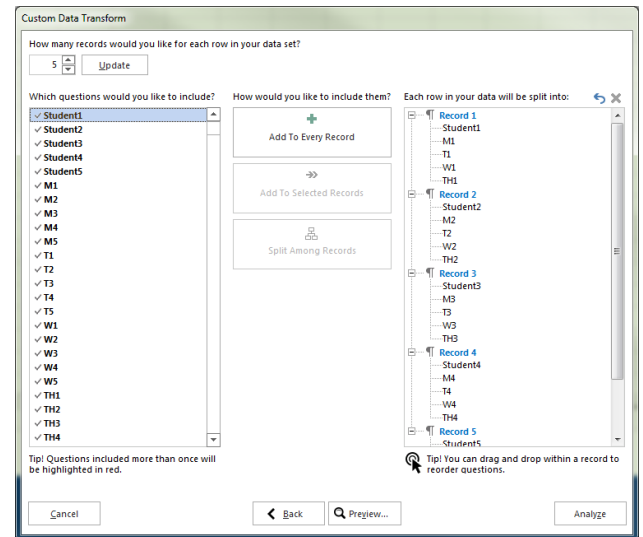 Custom Data Transform
How many records would you like for each row in your data set?
5
Update
Which questions would you like to include?
Student1
Student2
Student3
Student4
Student5
M1
M2
M3
M4
M5
T1
T2
T3
T4
T5
W1
W2
W3
W4
W5
TH1
TH2
TH3
TH4
Tip! Questions included more than once will
be highlighted in red.
How would you like to include them?
Add To Every Record
Add To Selected Records
Split Among Records
Each row in your data will be split into:
Record 1
Student1
M1
T1
W1
TH1
Record 2
Student2
M2
T2
W2
TH2
Record 3
Student3
M3
T3
W3
TH3
Record 4
Student4
M4
T4
W4
TH4
Record 5
Student5
Tip! You can drag and drop within a record to
reorder questions.
Cancel
Back
Preview...
Analyze